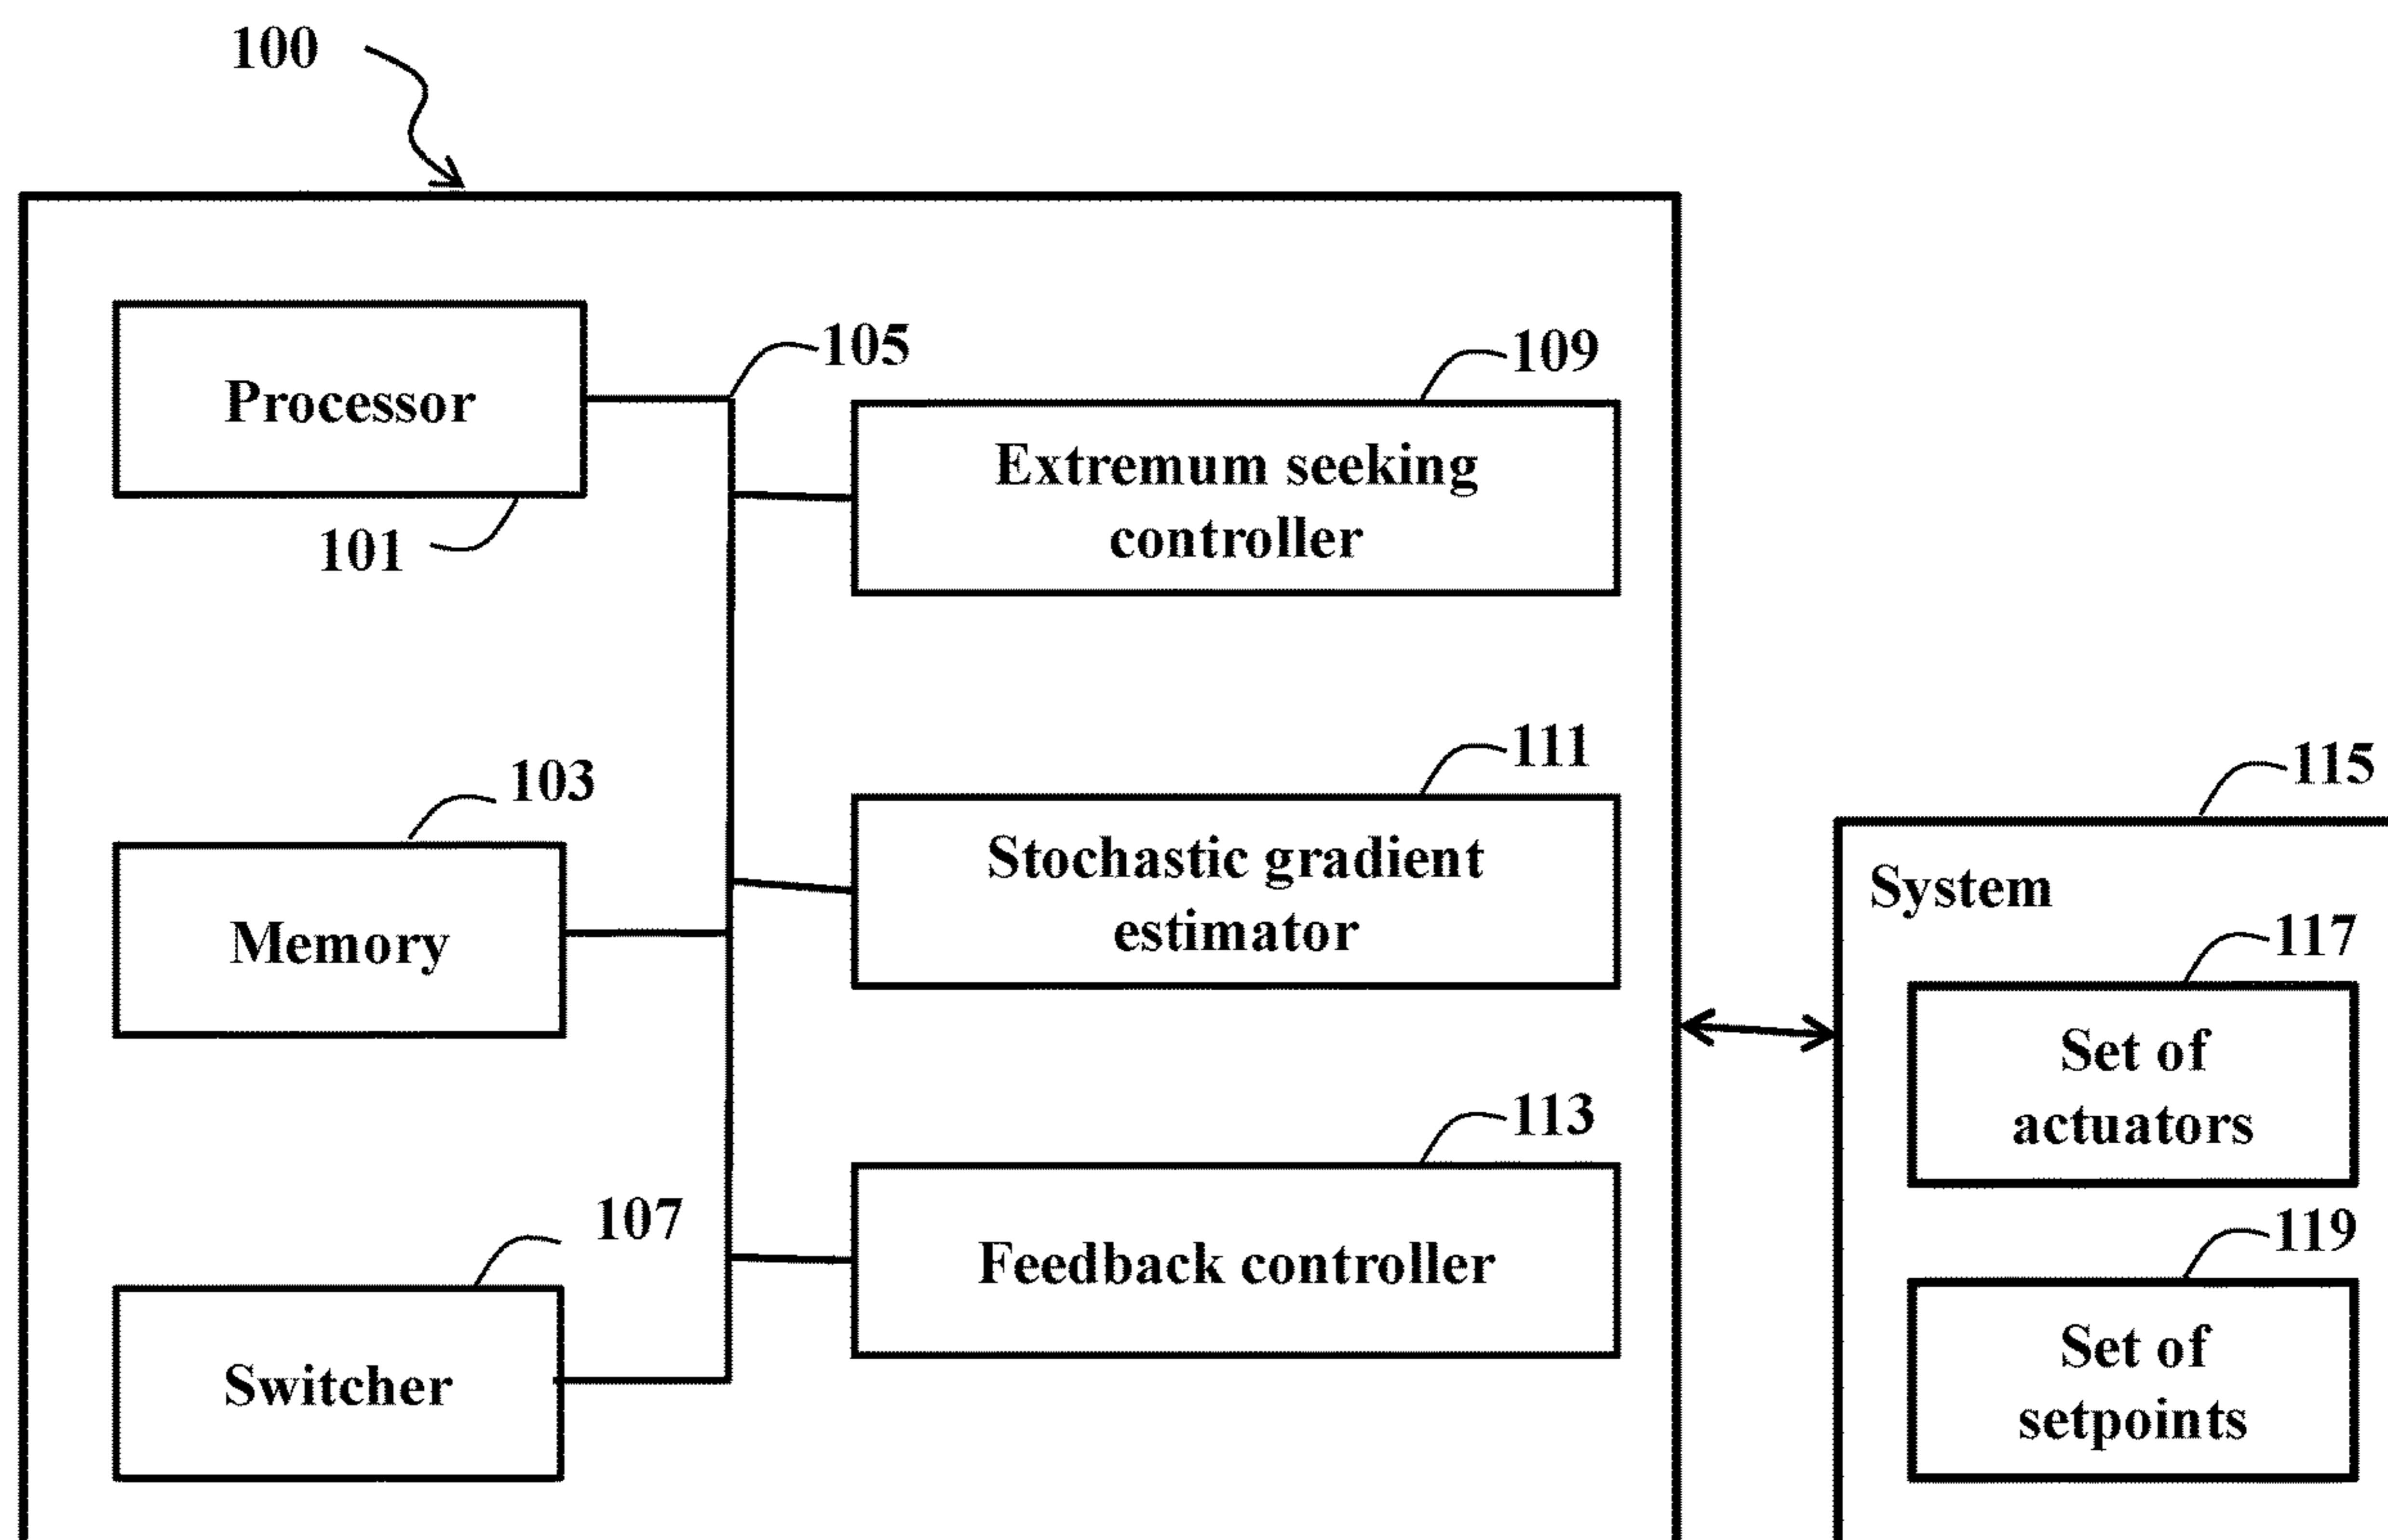 100
105
109
Processor
Extremum seeking
controller
101
111
103
115
Stochastic gradient
estimator
System
Memory
117
Set of
actuators
113
107
119
Feedback controller
Switcher
Set of
setpoints